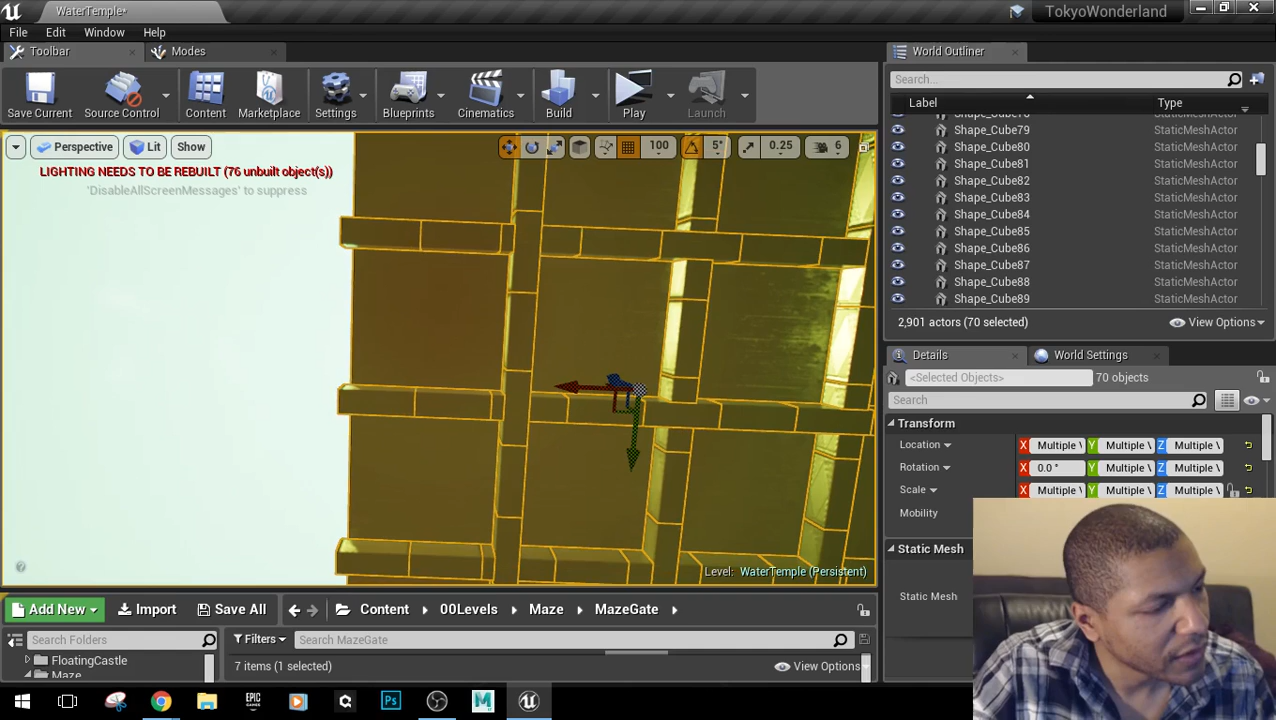 WaterTemple*
TokyoWonderland
File Edit Window Help
Toolbar Modes
World Outliner
Search...
Save Current Source Control Content Marketplace Settings Blueprints Cinematics Build Play Launch
Label Type
Shape_Cube79 StaticMeshActor
Shape_Cube80 StaticMeshActor
Shape_Cube81 StaticMeshActor
Shape_Cube82 StaticMeshActor
Shape_Cube83 StaticMeshActor
Shape_Cube84 StaticMeshActor
Shape_Cube85 StaticMeshActor
Shape_Cube86 StaticMeshActor
Shape_Cube87 StaticMeshActor
Shape_Cube88 StaticMeshActor
Shape_Cube89 StaticMeshActor
2,901 actors (70 selected) View Options
Perspective Lit Show 100 5° 0.25 6
LIGHTING NEEDS TO BE REBUILT (76 unbuilt object(s))
'DisableAllScreenMessages' to suppress
Level: WaterTemple (Persistent)
Details World Settings
<Selected Objects> 70 objects
Search
Transform
Location X Multiple Y Multiple Z Multiple
Rotation X 0.0 ° Y Multiple Z Multiple
Scale X Multiple Y Multiple Z Multiple
Mobility
Static Mesh
Static Mesh
Add New Import Save All Content 00Levels Maze MazeGate
Search Folders Filters Search MazeGate
FloatingCastle
Maze
7 items (1 selected) View Options
EPIC GAMES Ps M